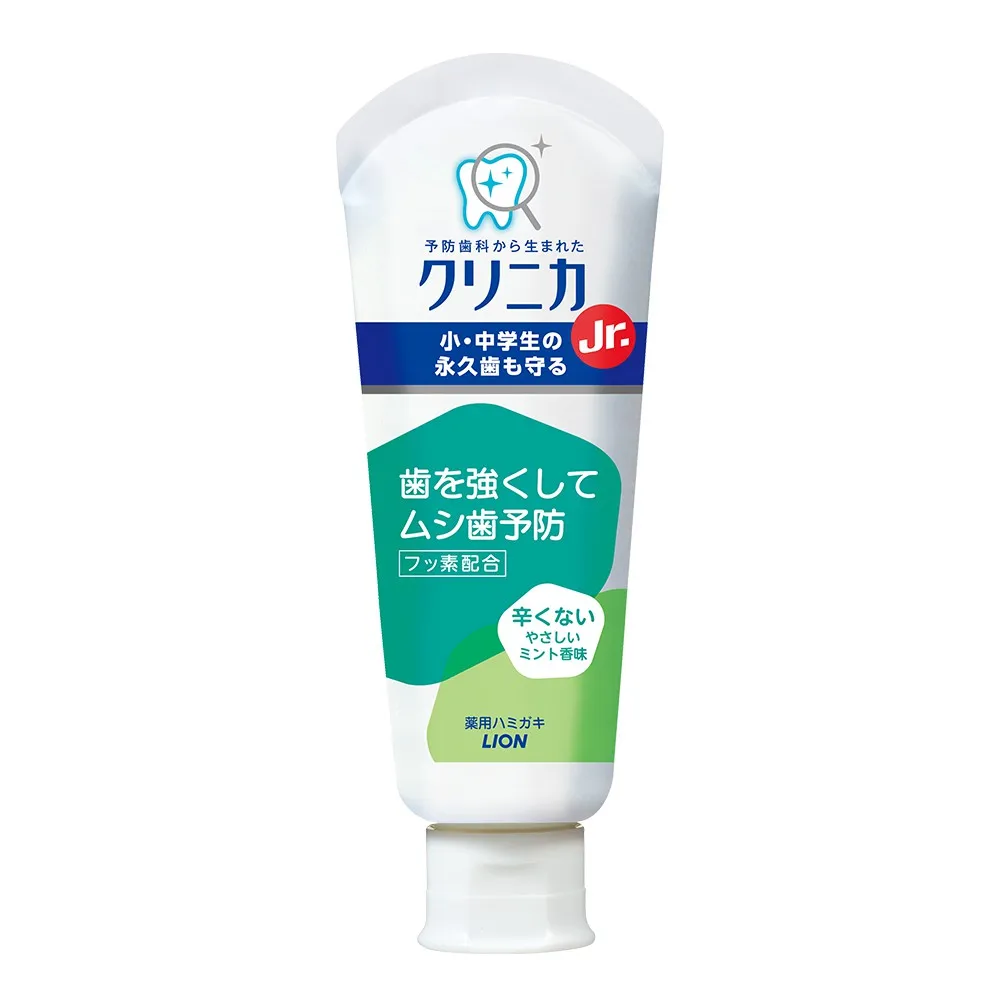 予防歯科から生まれた
クリニカ
Jr.
小・中学生の
永久歯も守る
歯を強くして
ムシ歯予防
フッ素配合
辛くない
やさしい
ミント香味
薬用ハミガキ
LION